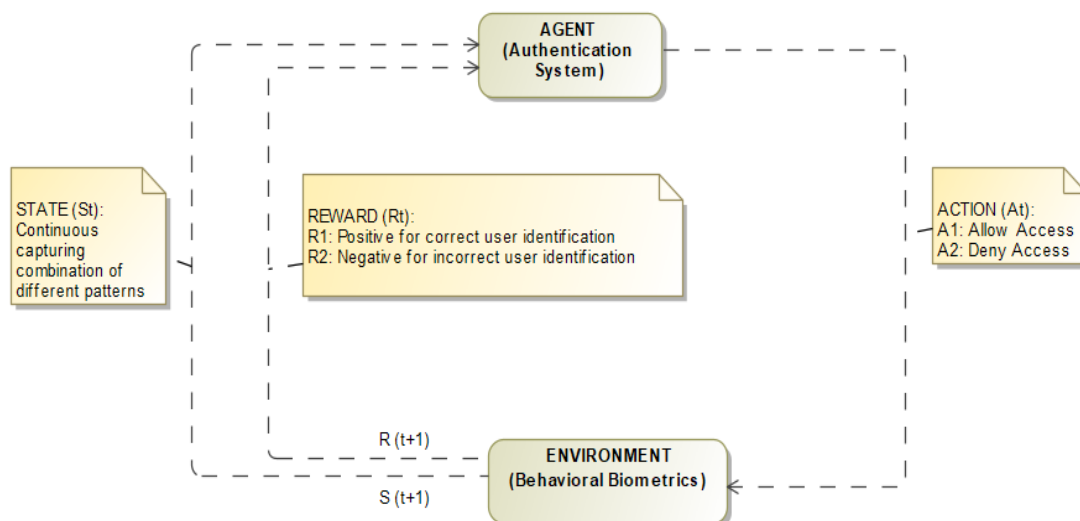 AGENT
(Authentication
System)
STATE (St):
Continuous
capturing
combination of
different patterns
REWARD (Rt):
R1: Positive for correct user identification
R2: Negative for incorrect user identification
ACTION (At):
A1: Allow Access
A2: Deny Access
R (t+1)
ENVIRONMENT
(Behavioral Biometrics)
S (t+1)